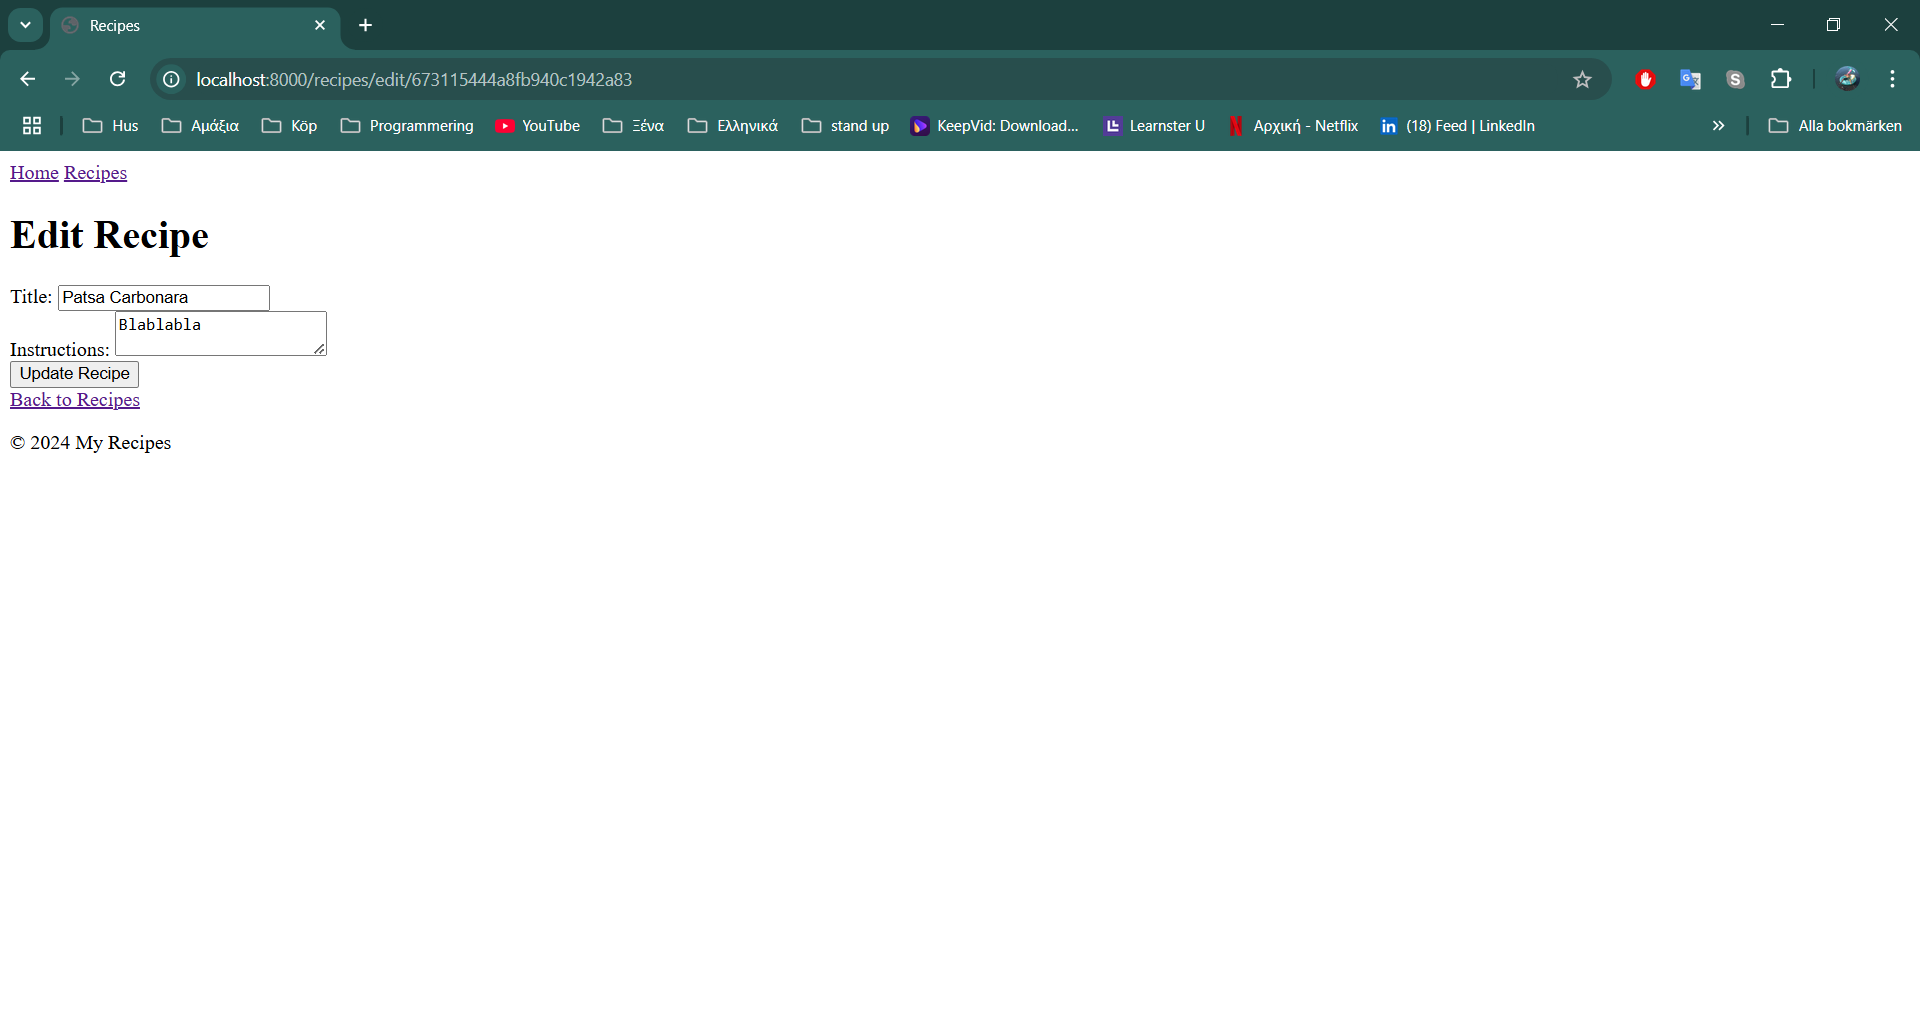 Recipes
localhost:8000/recipes/edit/673115444a8fb940c1942a83
Hus Αμάξια Köp Programmering YouTube Ξένα Ελληνικά stand up KeepVid: Download... Learnster U Αρχική - Netflix (18) Feed | LinkedIn Alla bokmärken
Home Recipes
Edit Recipe
Title: Patsa Carbonara
Blablabla
Instructions:
Update Recipe
Back to Recipes
© 2024 My Recipes